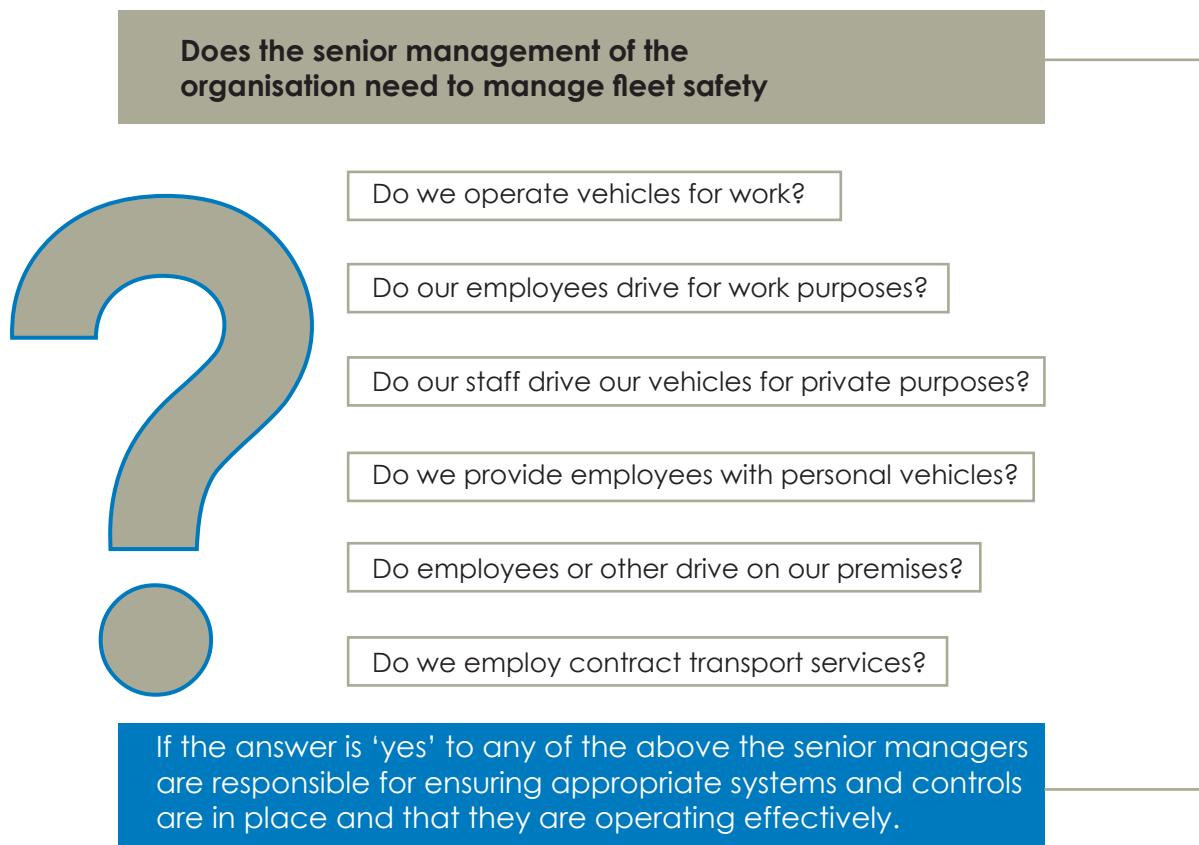 Does the senior management of the
organisation need to manage fleet safety
Do we operate vehicles for work?
Do our employees drive for work purposes?
Do our staff drive our vehicles for private purposes?
Do we provide employees with personal vehicles?
Do employees or other drive on our premises?
Do we employ contract transport services?
If the answer is ‘yes’ to any of the above the senior managers
are responsible for ensuring appropriate systems and controls
are in place and that they are operating effectively.